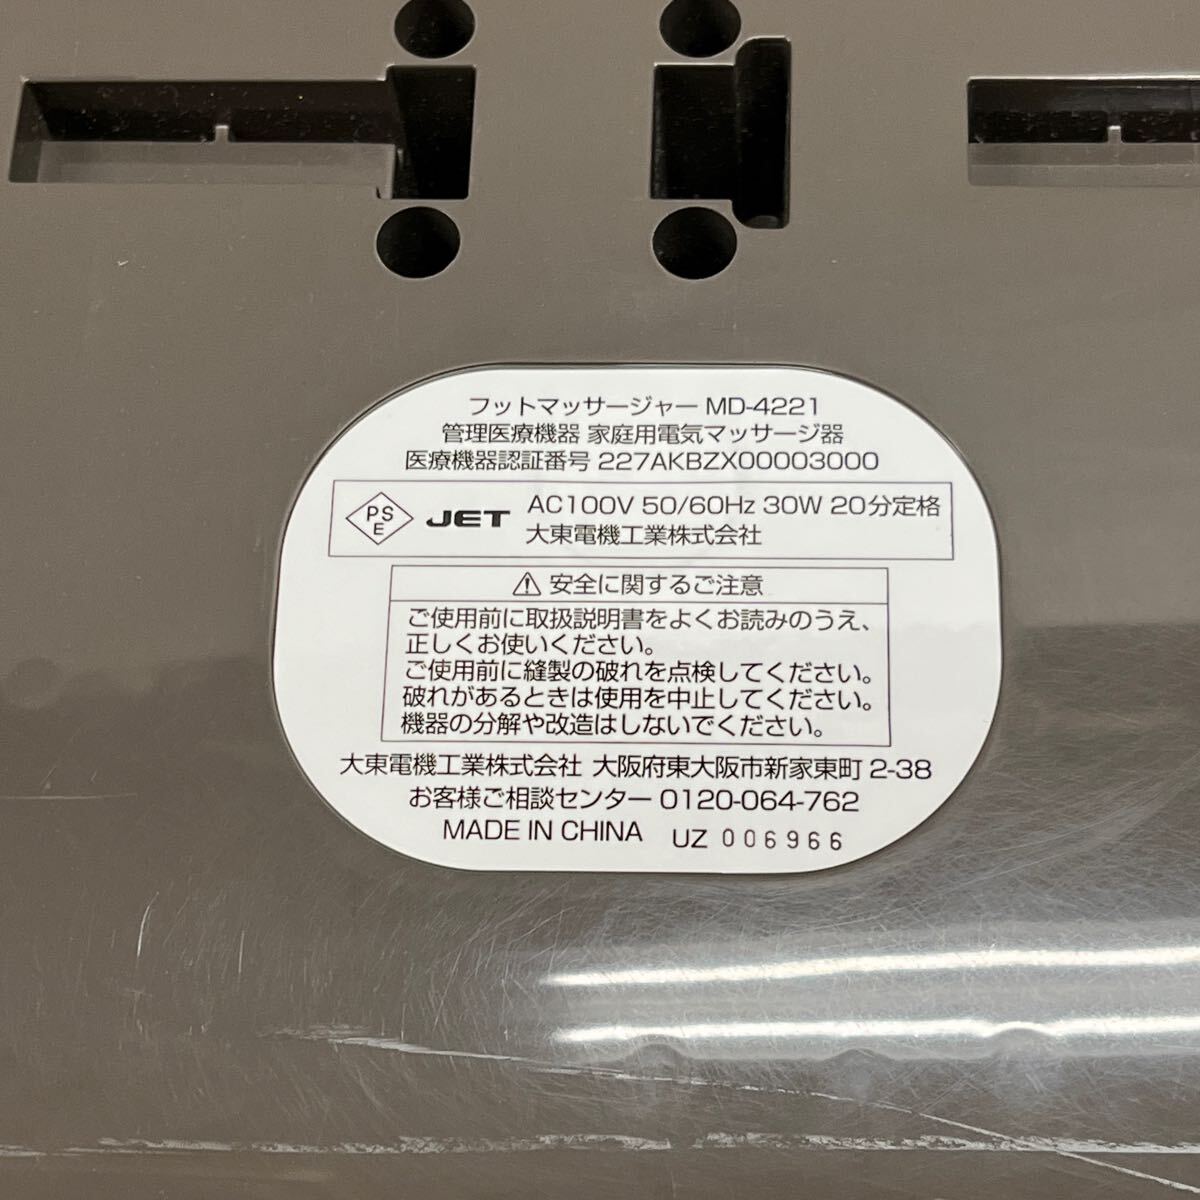 フットマッサージャー MD-4221
管理医療機器 家庭用電気マッサージ器
医療機器認証番号 227AKBZX00003000
PS
E
JET
AC100V 50/60Hz 30W 20分定格
大東電機工業株式会社
安全に関するご注意
ご使用前に取扱説明書をよくお読みのうえ、
正しくお使いください。
ご使用前に縫製の破れを点検してください。
破れがあるときは使用を中止してください。
機器の分解や改造はしないでください。
大東電機工業株式会社 大阪府東大阪市新家東町 2-38
お客様ご相談センター 0120-064-762
MADE IN CHINA UZ 006966